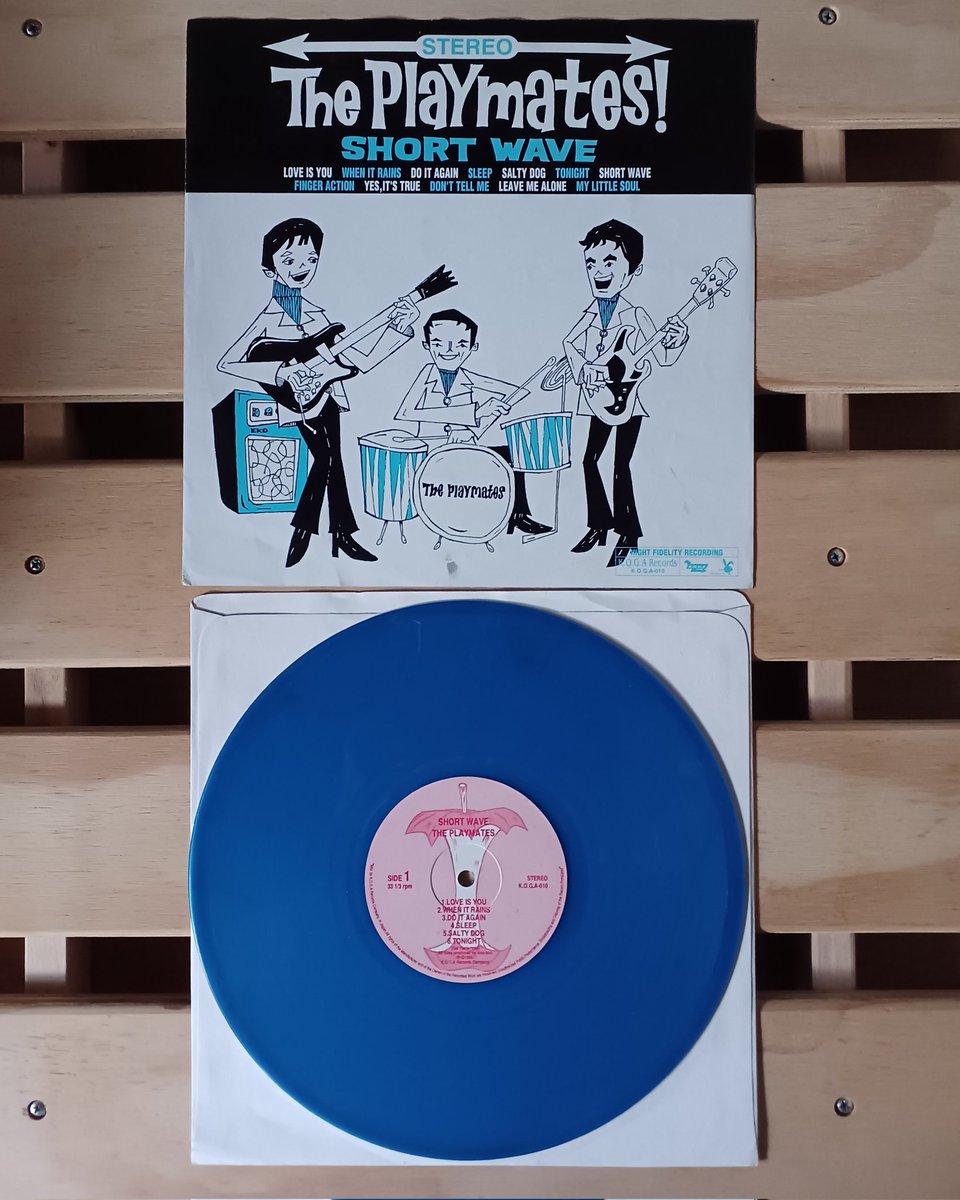 STEREO
The Playmates!
SHORT WAVE
LOVE IS YOU WHEN IT RAINS DO IT AGAIN SLEEP SALTY DOG TONIGHT SHORT WAVE
FINGER ACTION YES,IT'S TRUE DON'T TELL ME LEAVE ME ALONE MY LITTLE SOUL
EKO
The Playmates
HIGHT FIDELITY RECORDING
K.O.G.A Records
K.O.G.A-010
SHORT WAVE
THE PLAYMATES
SIDE 1
33 1/3 rpm
STEREO
K.O.G.A-010
1.LOVE IS YOU
2.WHEN IT RAINS
3.DO IT AGAIN
4.SLEEP
5.SALTY DOG
6.TONIGHT